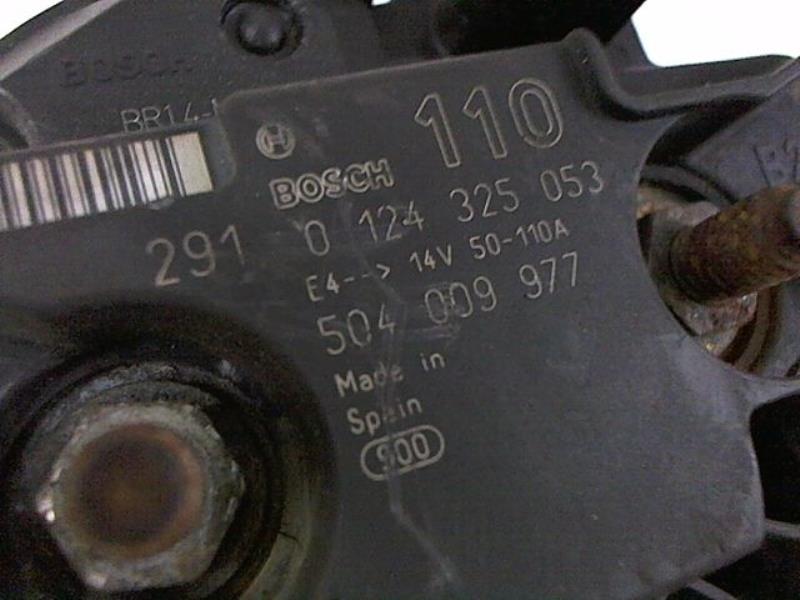 BOSCH
BR14-
110
BOSCH
291 0 124 325 053
E4--> 14V 50-110A
504 009 977
Made in
Spain
900